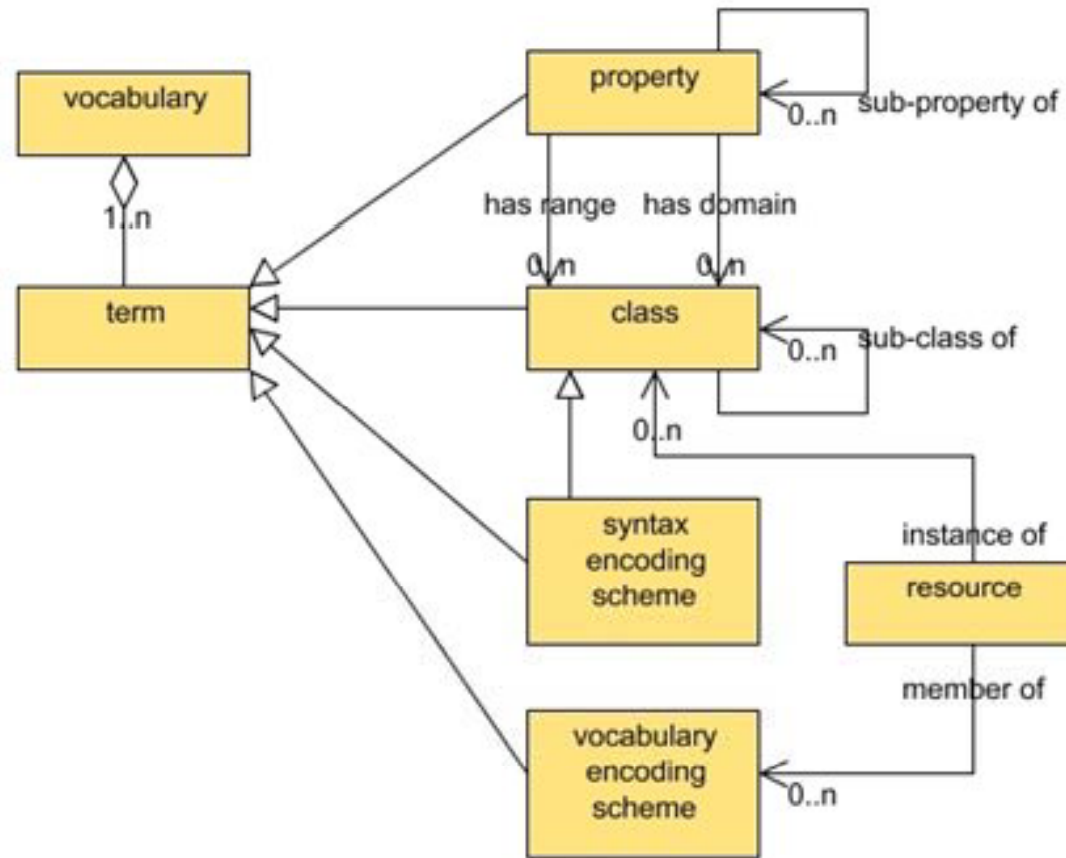 property
vocabulary
0..n
sub-property of
1..n
has range
has domain
0..n
0..n
term
class
0..n
sub-class of
0..n
syntax
encoding
scheme
instance of
resource
member of
vocabulary
encoding
scheme
0..n